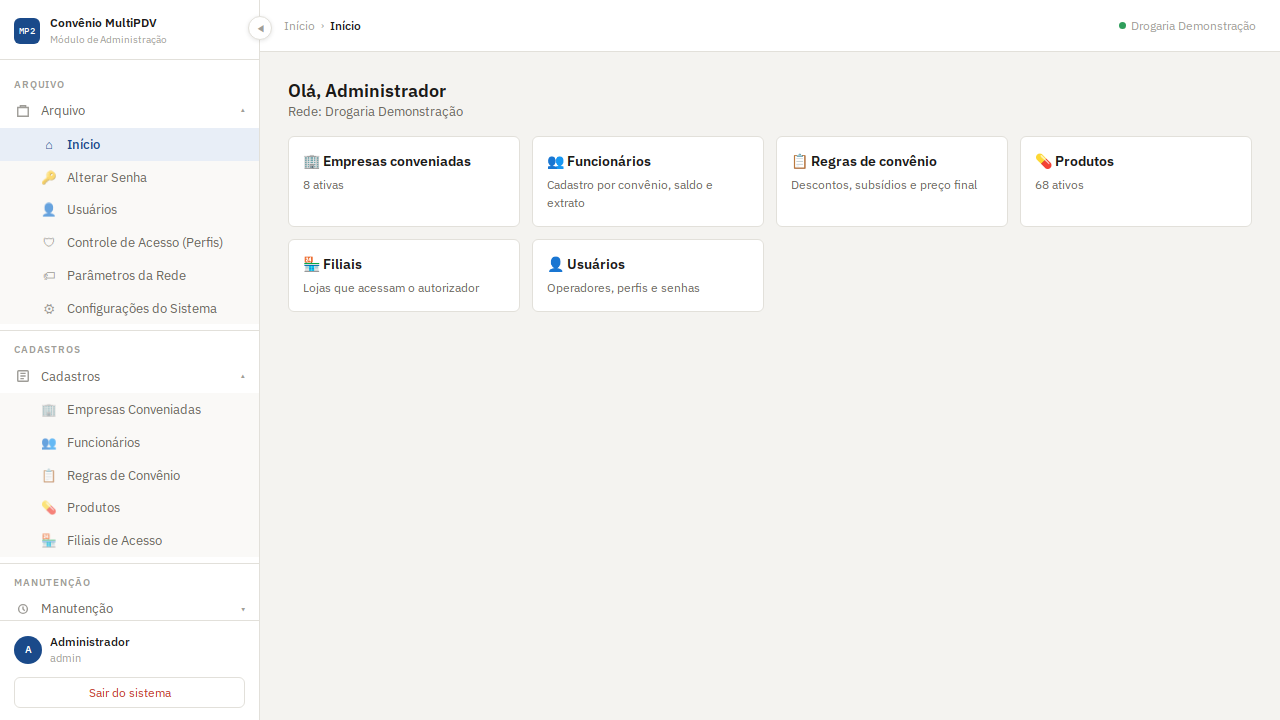 MP2
Convênio MultiPDV
Módulo de Administração
ARQUIVO
Arquivo
Início
Alterar Senha
Usuários
Controle de Acesso (Perfis)
Parâmetros da Rede
Configurações do Sistema
CADASTROS
Cadastros
Empresas Conveniadas
Funcionários
Regras de Convênio
Produtos
Filiais de Acesso
MANUTENÇÃO
Manutenção
A
Administrador
admin
Sair do sistema
Início › Início
Drogaria Demonstração
Olá, Administrador
Rede: Drogaria Demonstração
Empresas conveniadas
8 ativas
Funcionários
Cadastro por convênio, saldo e
extrato
Regras de convênio
Descontos, subsídios e preço final
Produtos
68 ativos
Filiais
Lojas que acessam o autorizador
Usuários
Operadores, perfis e senhas